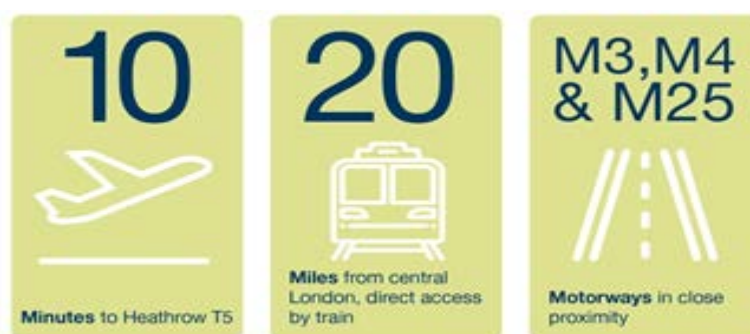 10
Minutes to Heathrow T5
20
Miles from central
London, direct access
by train
M3,M4
& M25
Motorways in close
proximity